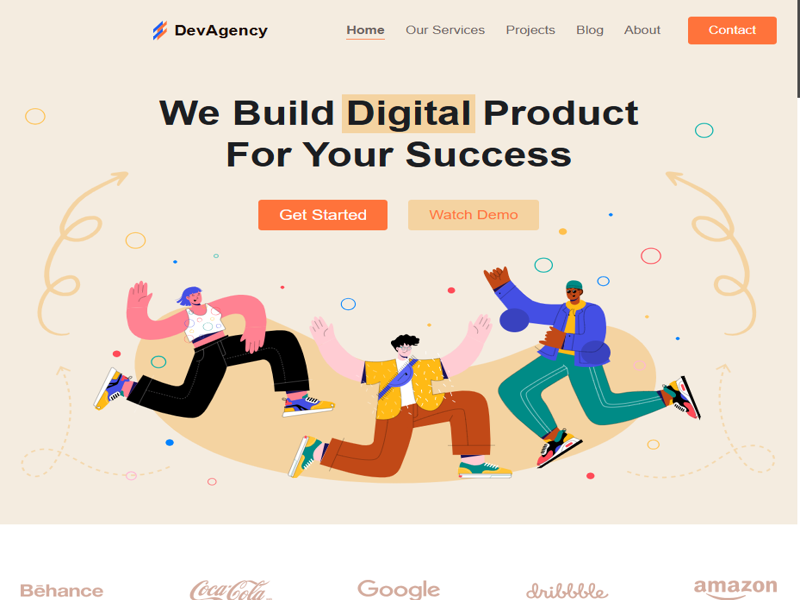 DevAgency
Home Our Services Projects Blog About Contact
We Build Digital Product
For Your Success
Get Started Watch Demo
Bēhance Coca-Cola Google dribbble amazon